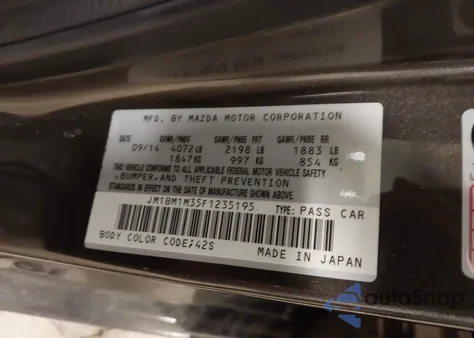 MFD. BY MAZDA MOTOR CORPORATION
DATE GVWR/PNBV GAWR/PNBE FRT GAWR/PNBE RR
09/14 4072 LB 2198 LB 1883 LB
1847 KG 997 KG 854 KG
THIS VEHICLE CONFORMS TO ALL APPLICABLE FEDERAL MOTOR VEHICLE SAFETY
, BUMPER, AND THEFT PREVENTION
STANDARDS IN EFFECT ON THE DATE OF MANUFACTURE SHOWN ABOVE.
JM1BM1M35F1235195 TYPE: PASS CAR
BODY COLOR CODE;42S MADE IN JAPAN
autoSnap